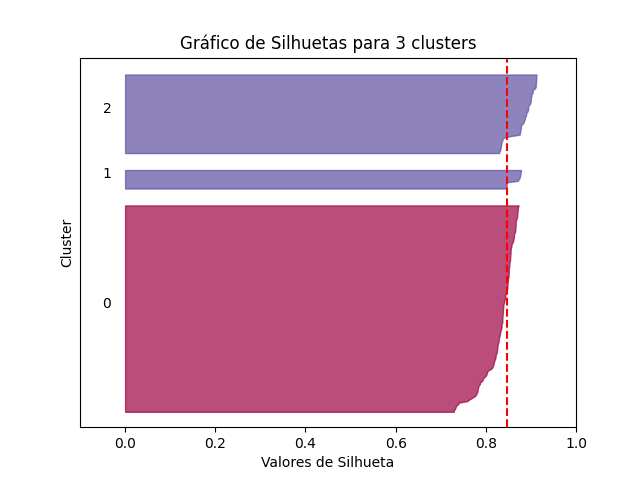 Gráfico de Silhuetas para 3 clusters
2
1
0
Cluster
0.0 0.2 0.4 0.6 0.8 1.0
Valores de Silhueta